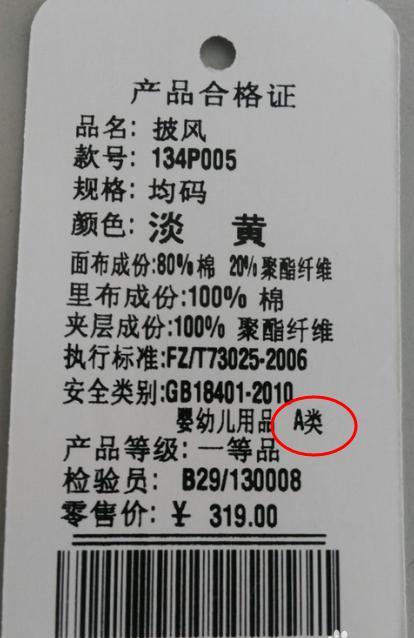 产品合格证
品名: 披风
款号: 134P005
规格: 均码
颜色: 淡 黄
面布成份:80%棉 20%聚酯纤维
里布成份:100% 棉
夹层成份:100% 聚酯纤维
执行标准:FZ/T73025-2006
安全类别:GB18401-2010
婴幼儿用品 A类
产品等级: 一等品
检验员: B29/130008
零售价: ¥ 319.00